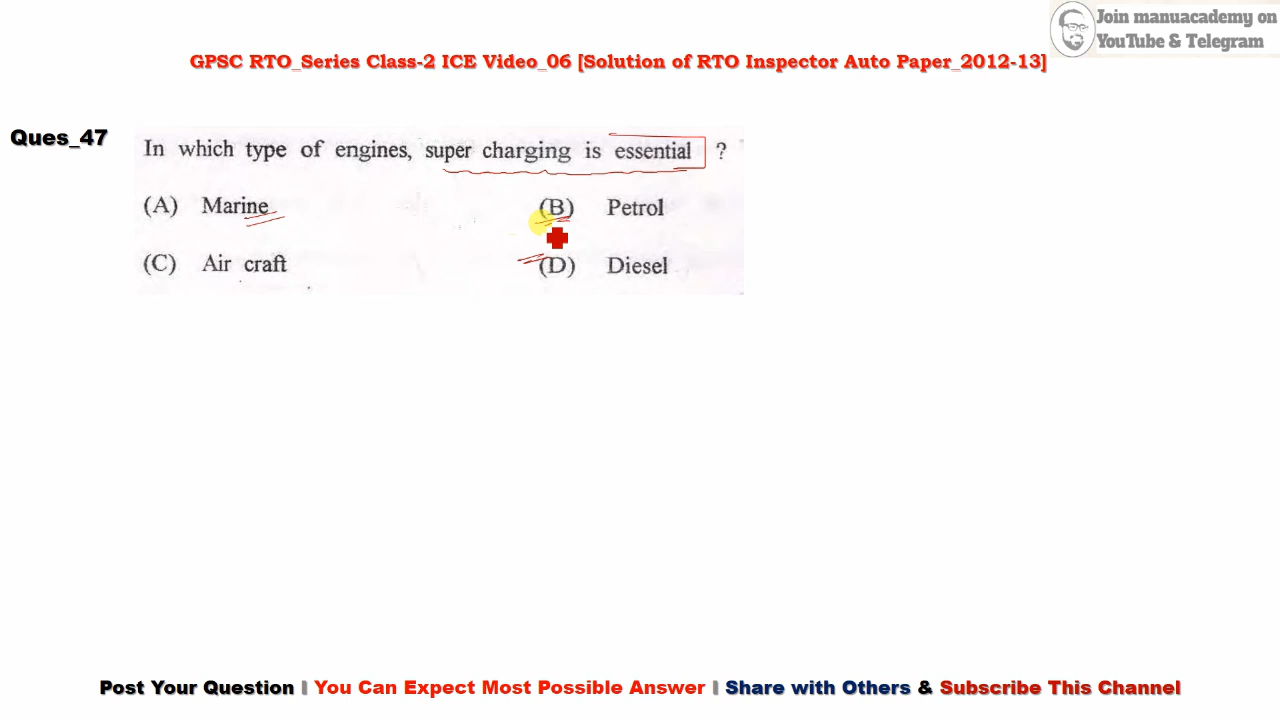 Join manuacademy on
YouTube & Telegram
GPSC RTO_Series Class-2 ICE Video_06 [Solution of RTO Inspector Auto Paper_2012-13]
Ques_47
In which type of engines, super charging is essential ?
(A) Marine (B) Petrol
(C) Air craft (D) Diesel
Post Your Question | You Can Expect Most Possible Answer | Share with Others & Subscribe This Channel